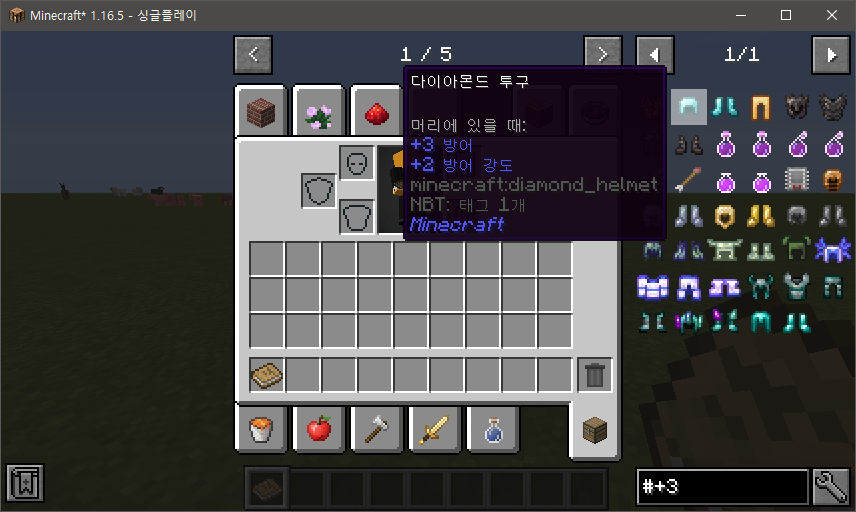 Minecraft* 1.16.5 - 싱글플레이
1 / 5
1/1
다이아몬드 투구
머리에 있을 때:
+3 방어
+2 방어 강도
minecraft:diamond_helmet
NBT: 태그 1개
Minecraft
#+3